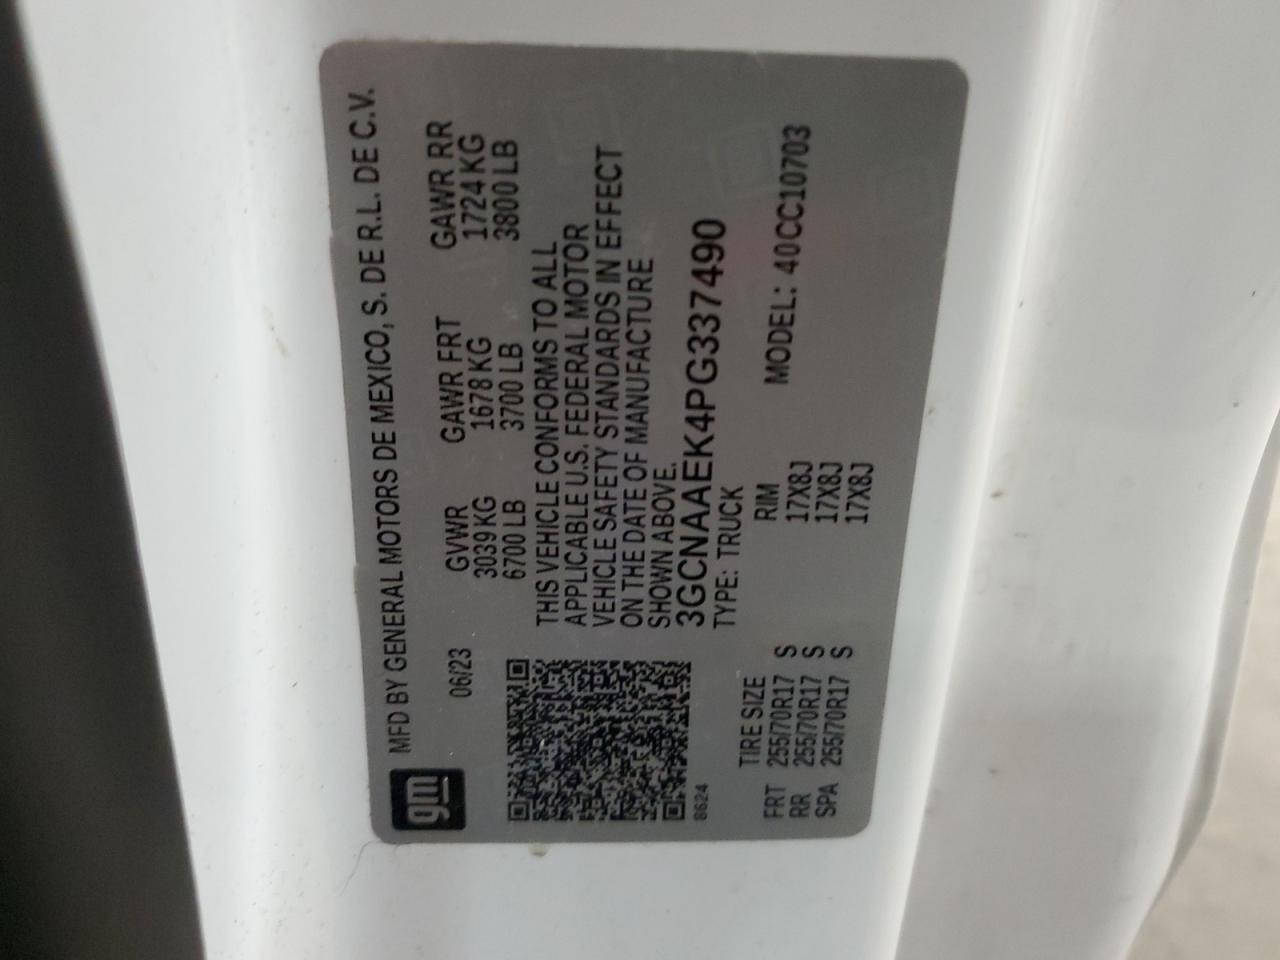 gm MFD BY GENERAL MOTORS DE MEXICO, S. DE R.L. DE C.V.
06/23 GVWR GAWR FRT GAWR RR
3039 KG 1678 KG 1724 KG
6700 LB 3700 LB 3800 LB
THIS VEHICLE CONFORMS TO ALL
APPLICABLE U.S. FEDERAL MOTOR
VEHICLE SAFETY STANDARDS IN EFFECT
ON THE DATE OF MANUFACTURE
SHOWN ABOVE.
3GCNAAEK4PG337490
8624 TYPE: TRUCK
TIRE SIZE RIM MODEL: 40CC10703
FRT 255/70R17 S 17X8J
RR 255/70R17 S 17X8J
SPA 255/70R17 S 17X8J